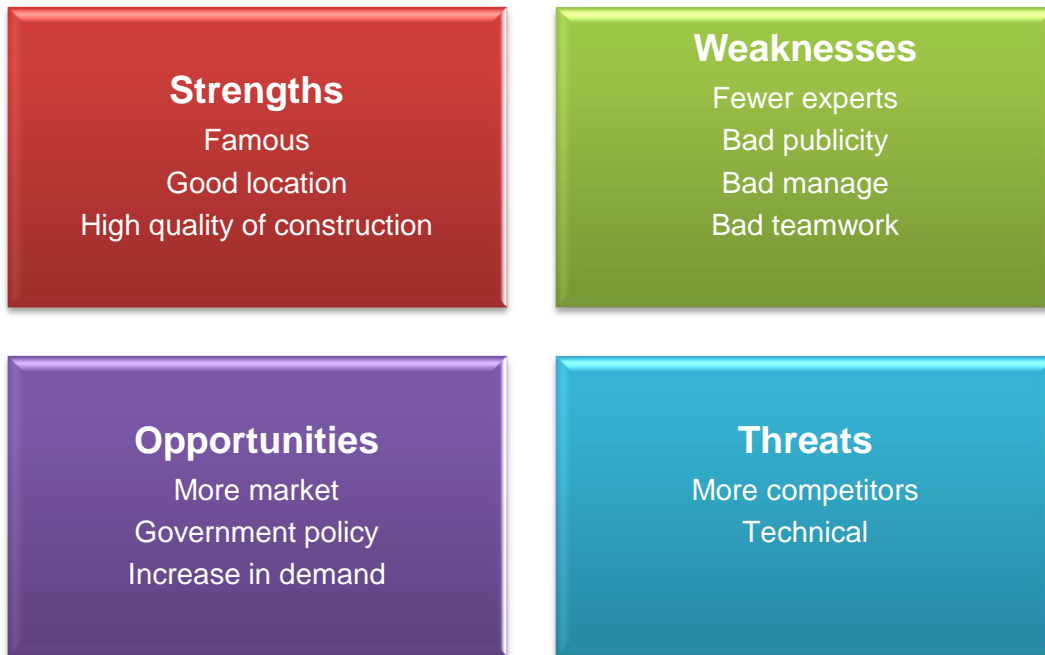 Strengths
Famous
Good location
High quality of construction
Weaknesses
Fewer experts
Bad publicity
Bad manage
Bad teamwork
Opportunities
More market
Government policy
Increase in demand
Threats
More competitors
Technical